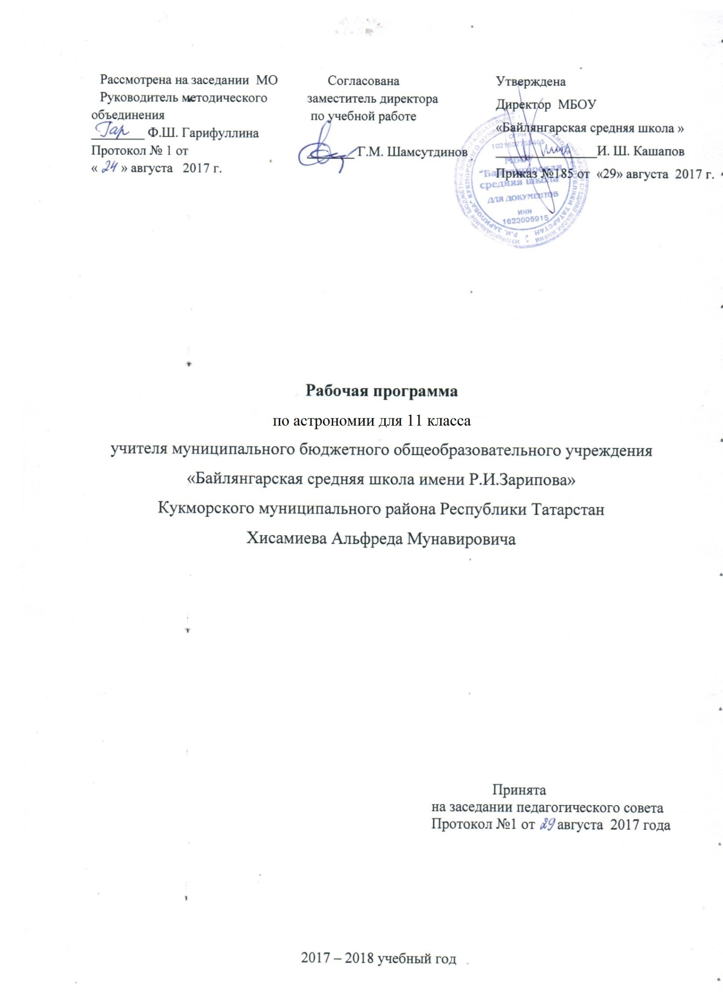 Рассмотрена на заседании МО
Руководитель методического
объединения
Гар Ф.Ш. Гарифуллина
Протокол № 1 от
« 24 » августа 2017 г.
Согласована
заместитель директора
по учебной работе
Г.М. Шамсутдинов
Утверждена
Директор МБОУ
«Байлянгарская средняя школа »
И. Ш. Кашапов
Приказ №185 от «29» августа 2017 г.
ОГРН
МБОУ
"Байлянгарская
средняя школа"
ДЛЯ ДОКУМЕНТОВ
ИНН
1623005915
Рабочая программа
по астрономии для 11 класса
учителя муниципального бюджетного общеобразовательного учреждения
«Байлянгарская средняя школа имени Р.И.Зарипова»
Кукморского муниципального района Республики Татарстан
Хисамиева Альфреда Мунавировича
Принята
на заседании педагогического совета
Протокол №1 от 29 августа 2017 года
2017 – 2018 учебный год